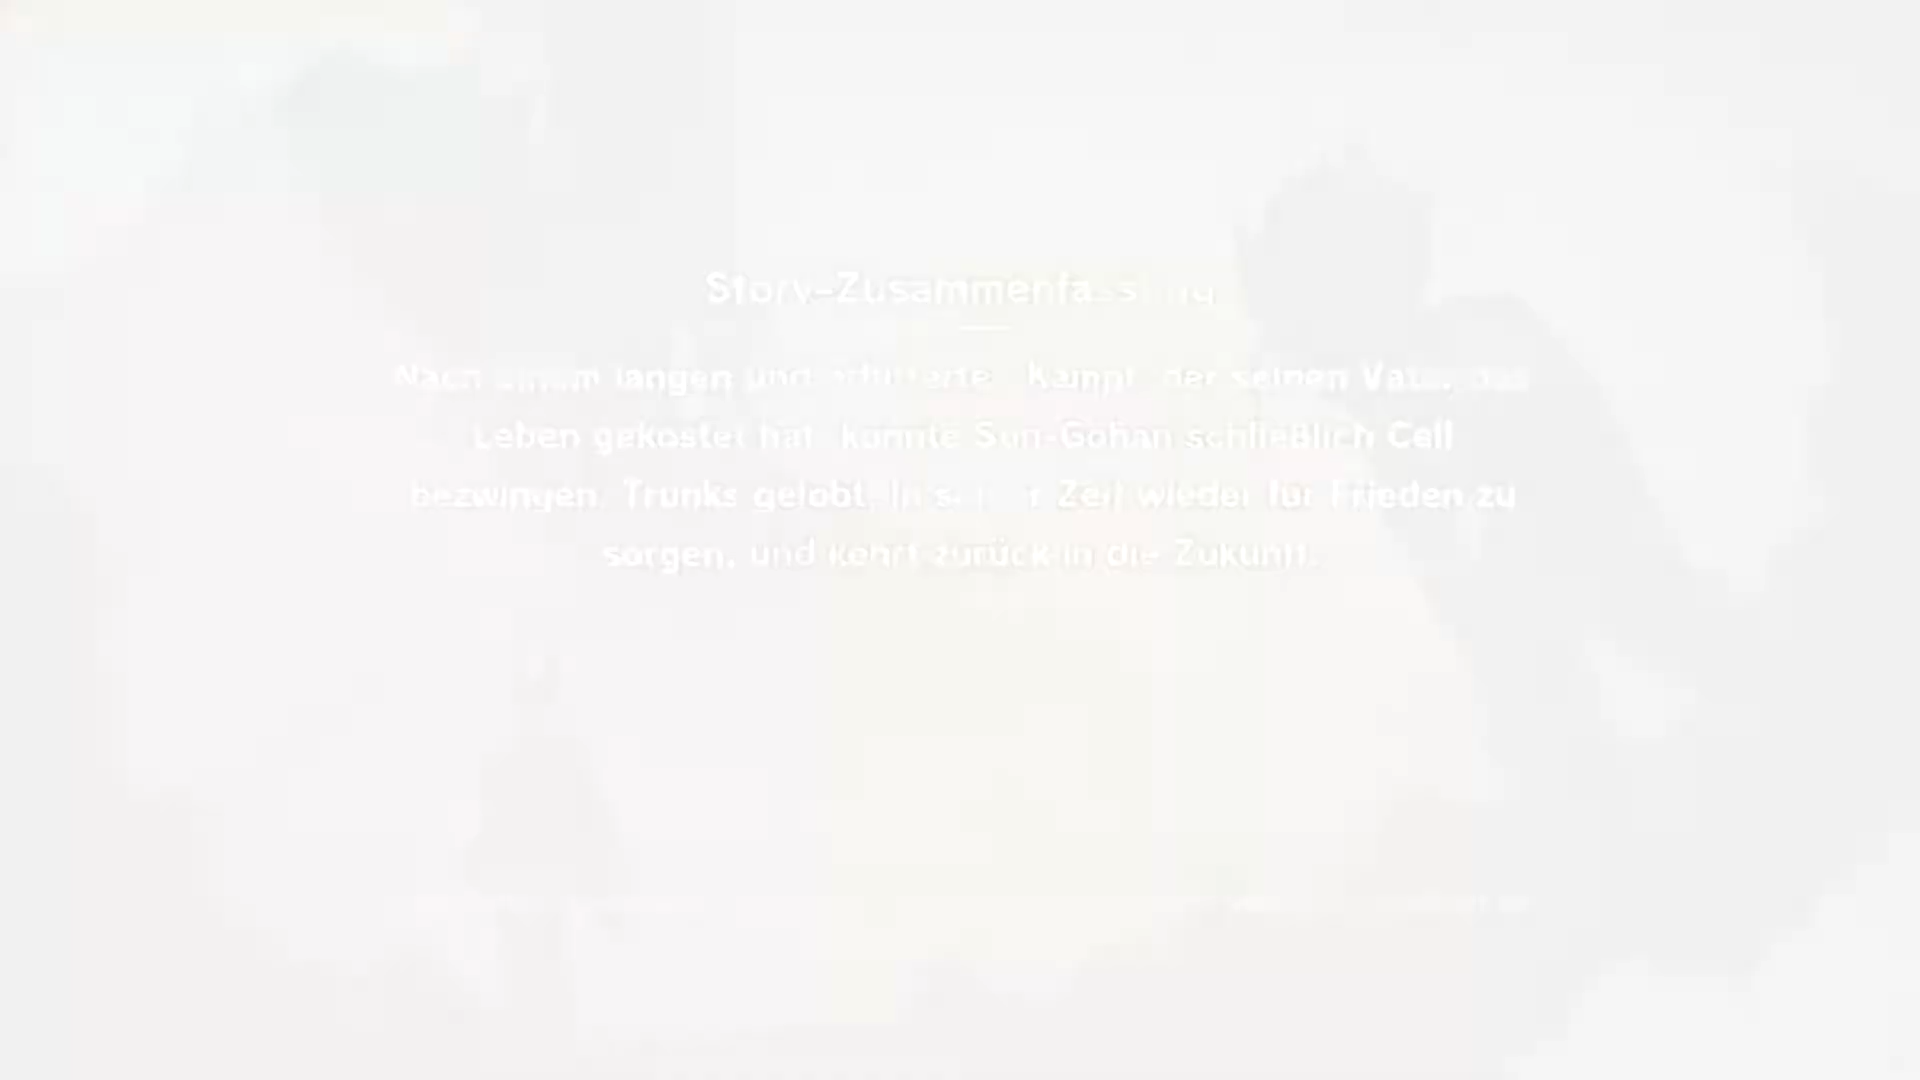 Story-Zusammenfassung
Nach einem langen und erbitterten Kampf, der seinen Vater das
Leben gekostet hat, konnte Son-Gohan schließlich Cell
bezwingen. Trunks gelobt, in seiner Zeit wieder für Frieden zu
sorgen, und kehrt zurück in die Zukunft.